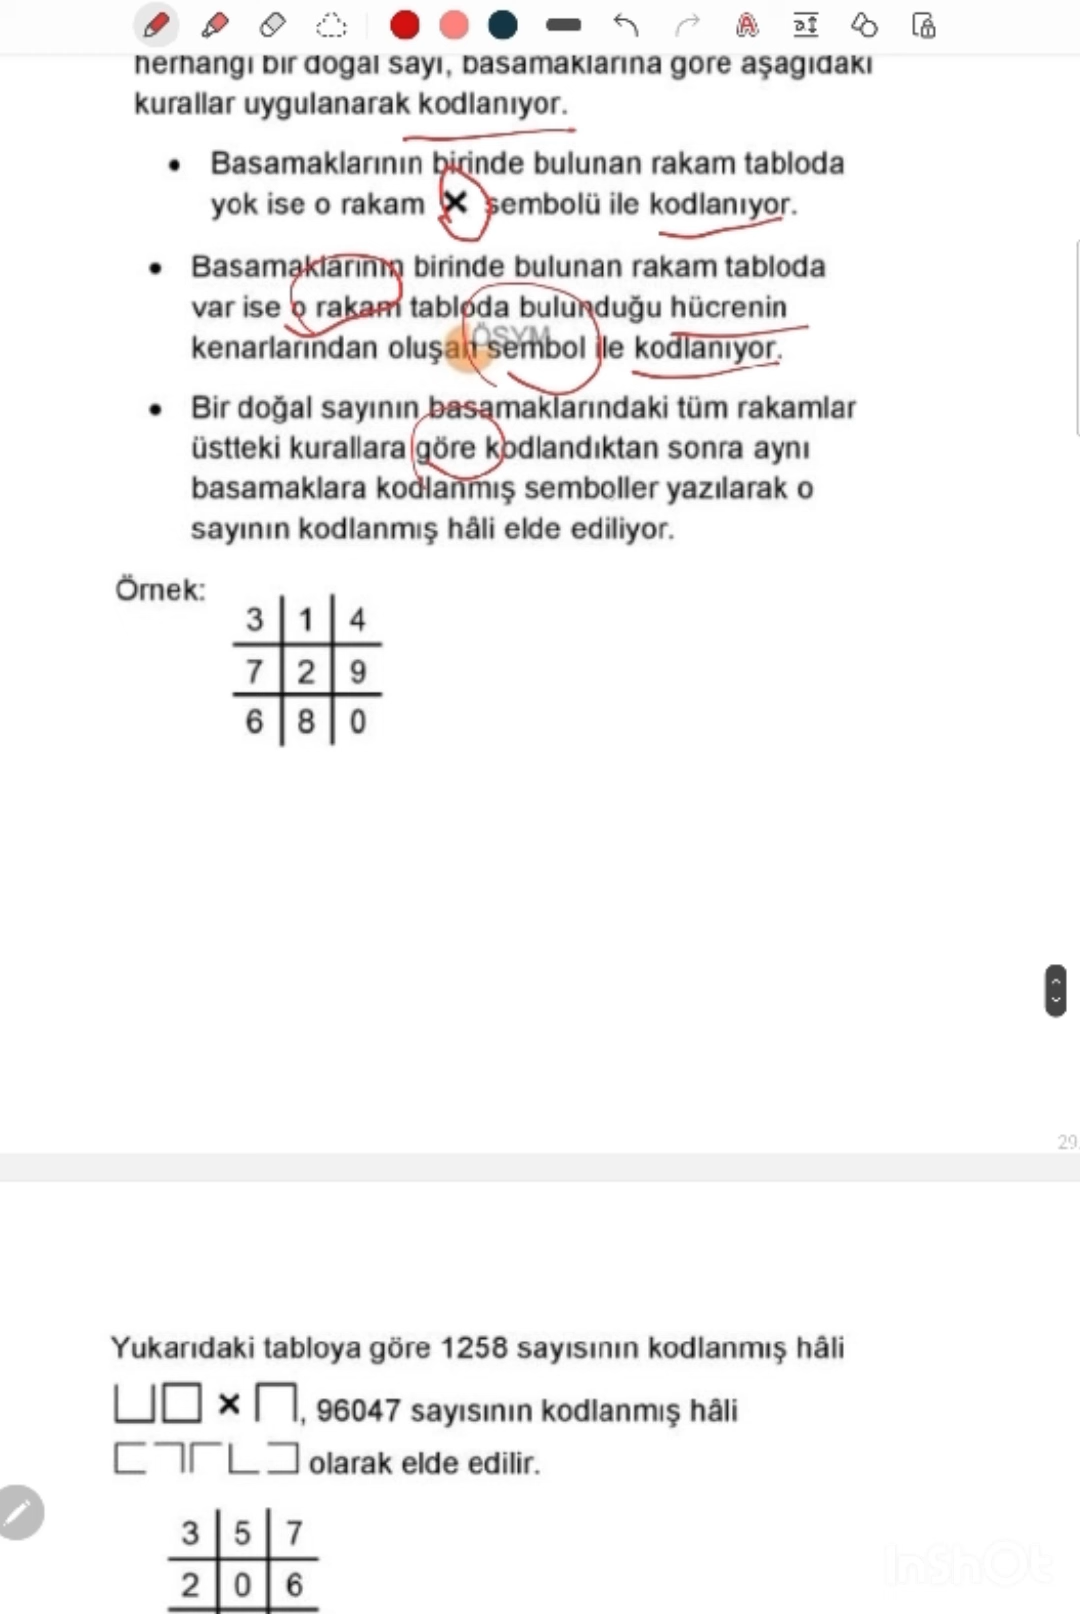 herhangi bir doğal sayı, basamaklarına göre aşağıdaki
kurallar uygulanarak kodlanıyor.
• Basamaklarının birinde bulunan rakam tabloda
yok ise o rakam × sembolü ile kodlanıyor.
• Basamaklarının birinde bulunan rakam tabloda
var ise o rakam tabloda bulunduğu hücrenin
ÖSYM
kenarlarından oluşan sembol ile kodlanıyor.
• Bir doğal sayının basamaklarındaki tüm rakamlar
üstteki kurallara göre kodlandıktan sonra aynı
basamaklara kodlanmış semboller yazılarak o
sayının kodlanmış hâli elde ediliyor.
Örnek:
3 1 4
7 2 9
6 8 0
29
Yukarıdaki tabloya göre 1258 sayısının kodlanmış hâli
×, 96047 sayısının kodlanmış hâli
olarak elde edilir.
3 5 7
2 0 6
InShOt